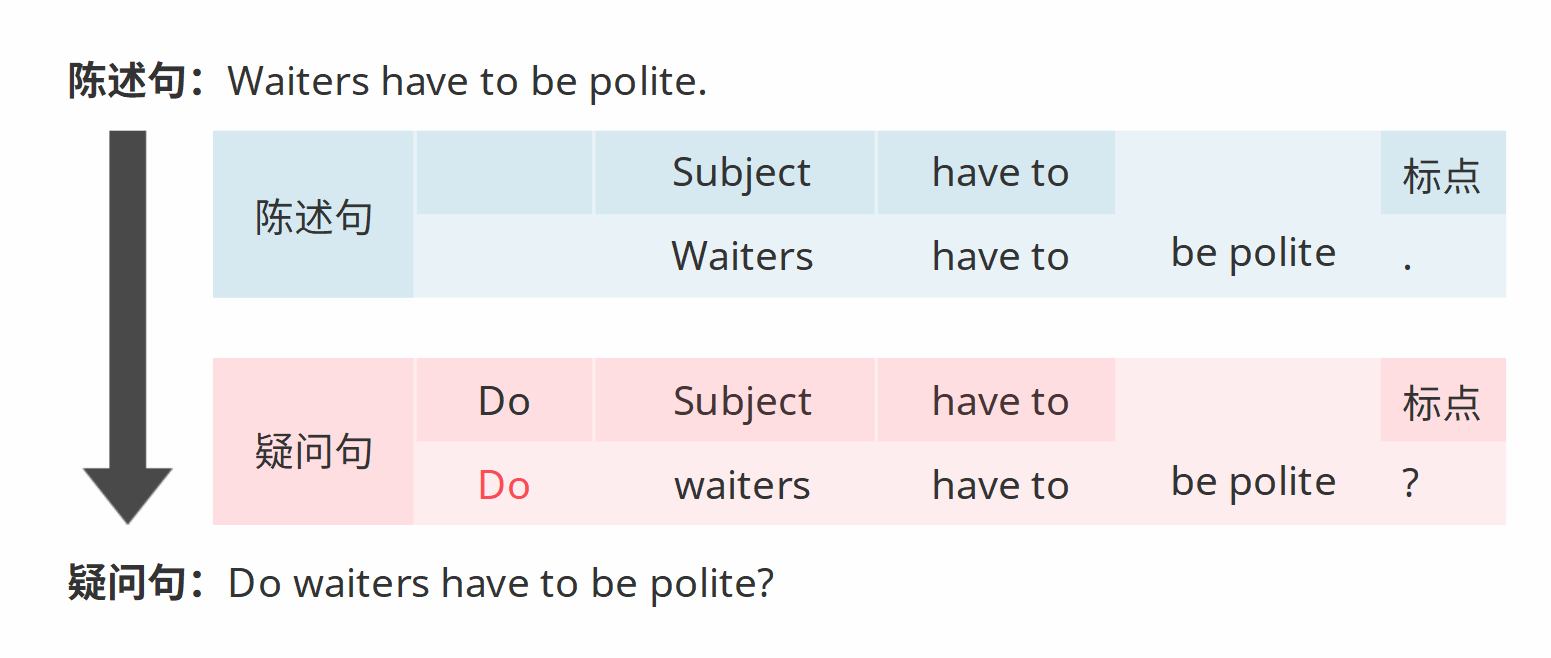 陈述句：Waiters have to be polite.
陈述句 Subject have to 标点
Waiters have to be polite .
疑问句 Do Subject have to 标点
Do waiters have to be polite ?
疑问句：Do waiters have to be polite?